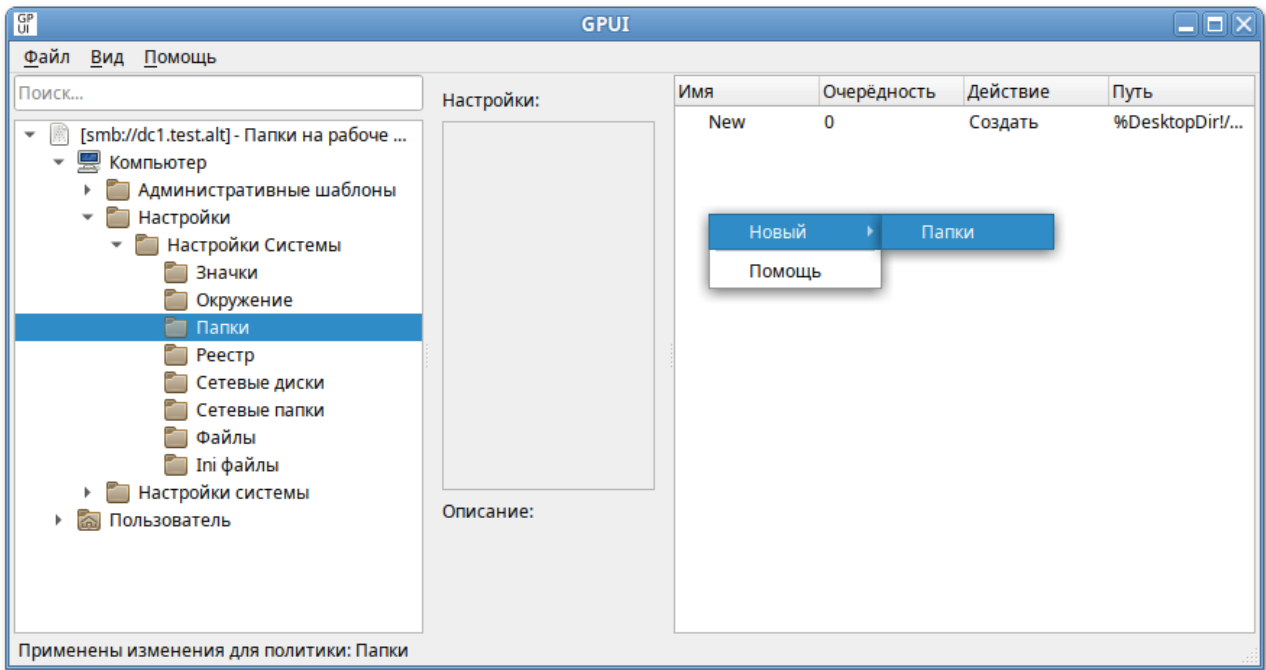 GP
UI
GPUI
Файл Вид Помощь
Поиск...
[smb://dc1.test.alt] - Папки на рабоче ...
Компьютер
Административные шаблоны
Настройки
Настройки Системы
Значки
Окружение
Папки
Реестр
Сетевые диски
Сетевые папки
Файлы
Ini файлы
Настройки системы
Пользователь
Настройки:
Описание:
Имя Очерёдность Действие Путь
New 0 Создать %DesktopDir!/...
Новый Папки
Помощь
Применены изменения для политики: Папки